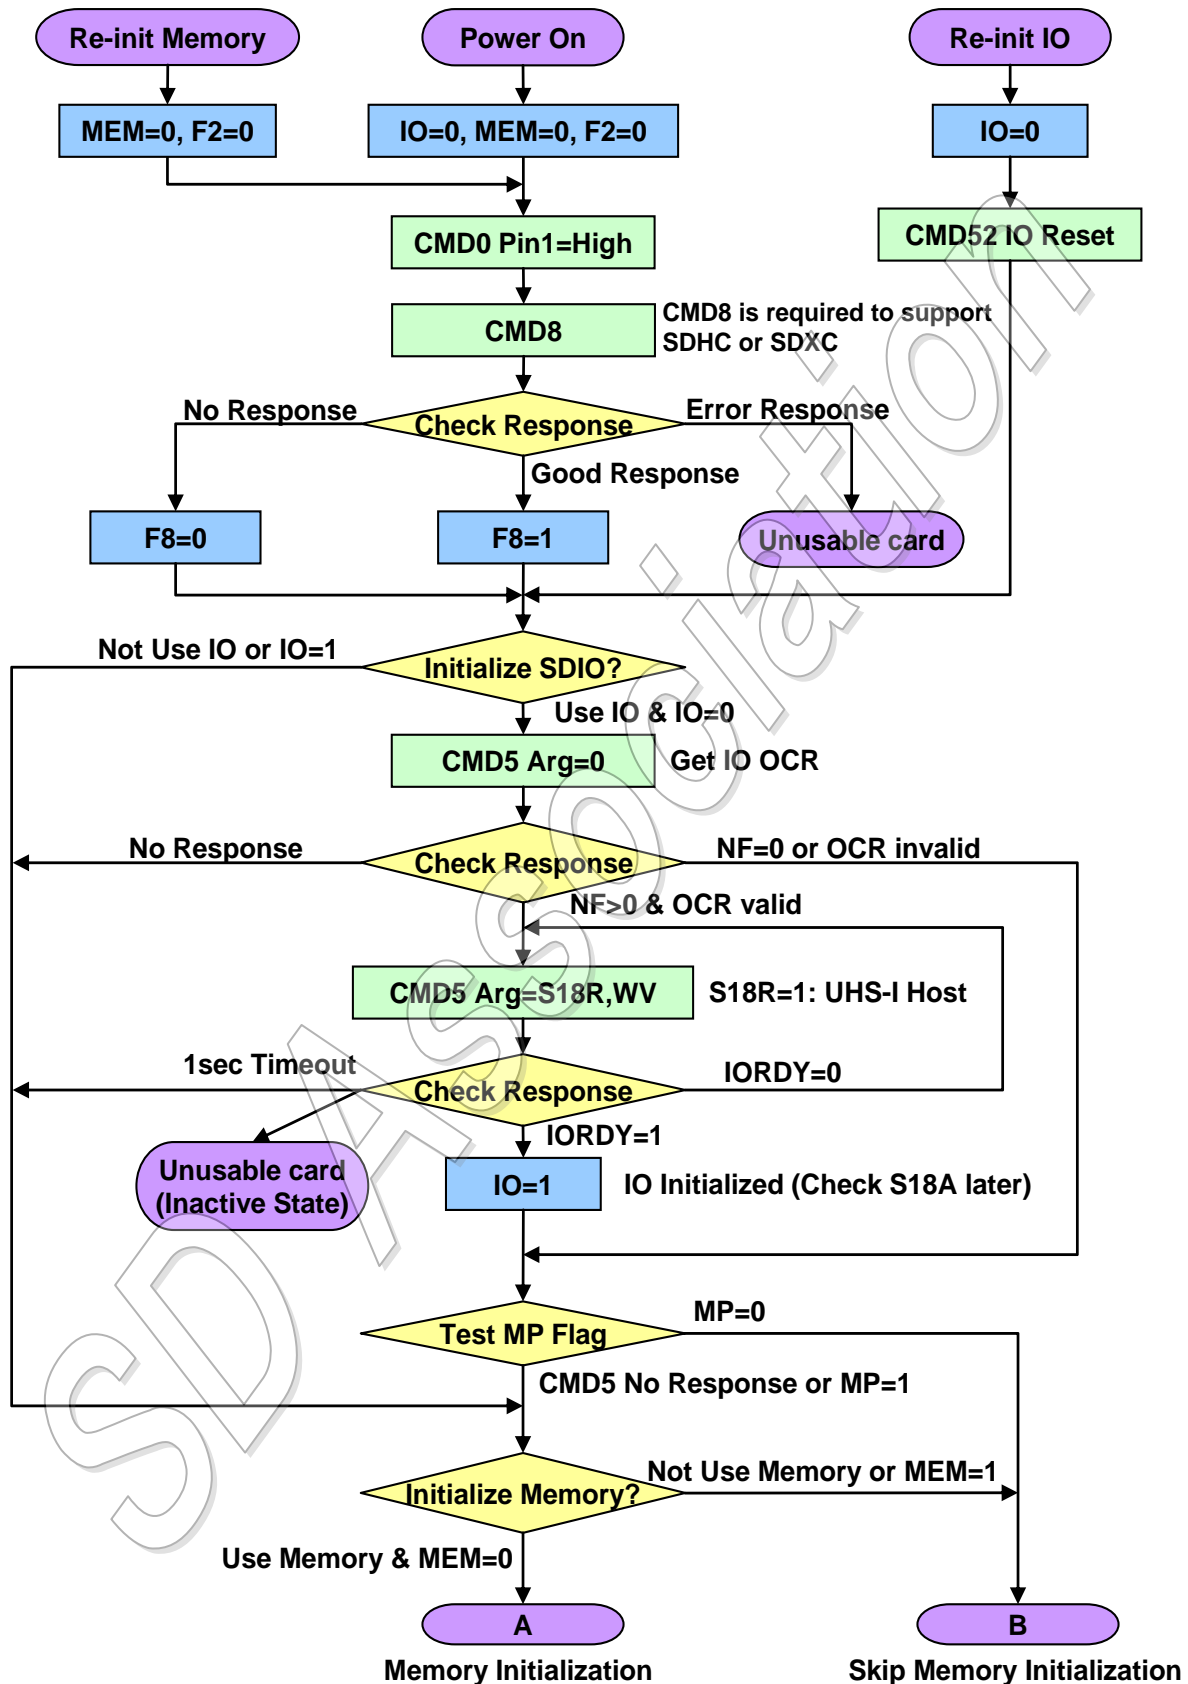 Re-init Memory
Power On
Re-init IO
MEM=0, F2=0
IO=0, MEM=0, F2=0
IO=0
CMD0 Pin1=High
CMD52 IO Reset
CMD8
CMD8 is required to support
SDHC or SDXC
No Response
Check Response
Error Response
Good Response
F8=0
F8=1
Unusable card
Not Use IO or IO=1
Initialize SDIO?
Use IO & IO=0
CMD5 Arg=0
Get IO OCR
No Response
Check Response
NF=0 or OCR invalid
NF>0 & OCR valid
CMD5 Arg=S18R,WV
S18R=1: UHS-I Host
1sec Timeout
Check Response
IORDY=0
IORDY=1
Unusable card
(Inactive State)
IO=1
IO Initialized (Check S18A later)
MP=0
Test MP Flag
CMD5 No Response or MP=1
Not Use Memory or MEM=1
Initialize Memory?
Use Memory & MEM=0
A
B
Memory Initialization
Skip Memory Initialization
SD Association